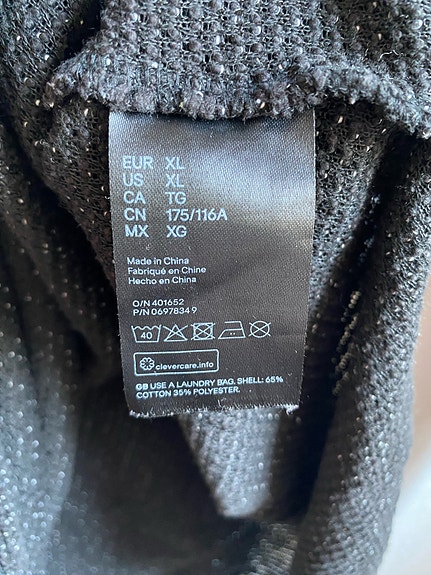 EUR XL
US XL
CA TG
CN 175/116A
MX XG
Made in China
Fabriqué en Chine
Hecho en China
O/N 401652
P/N 0697834 9
40
clevercare.info
GB USE A LAUNDRY BAG. SHELL: 65%
COTTON 35% POLYESTER.